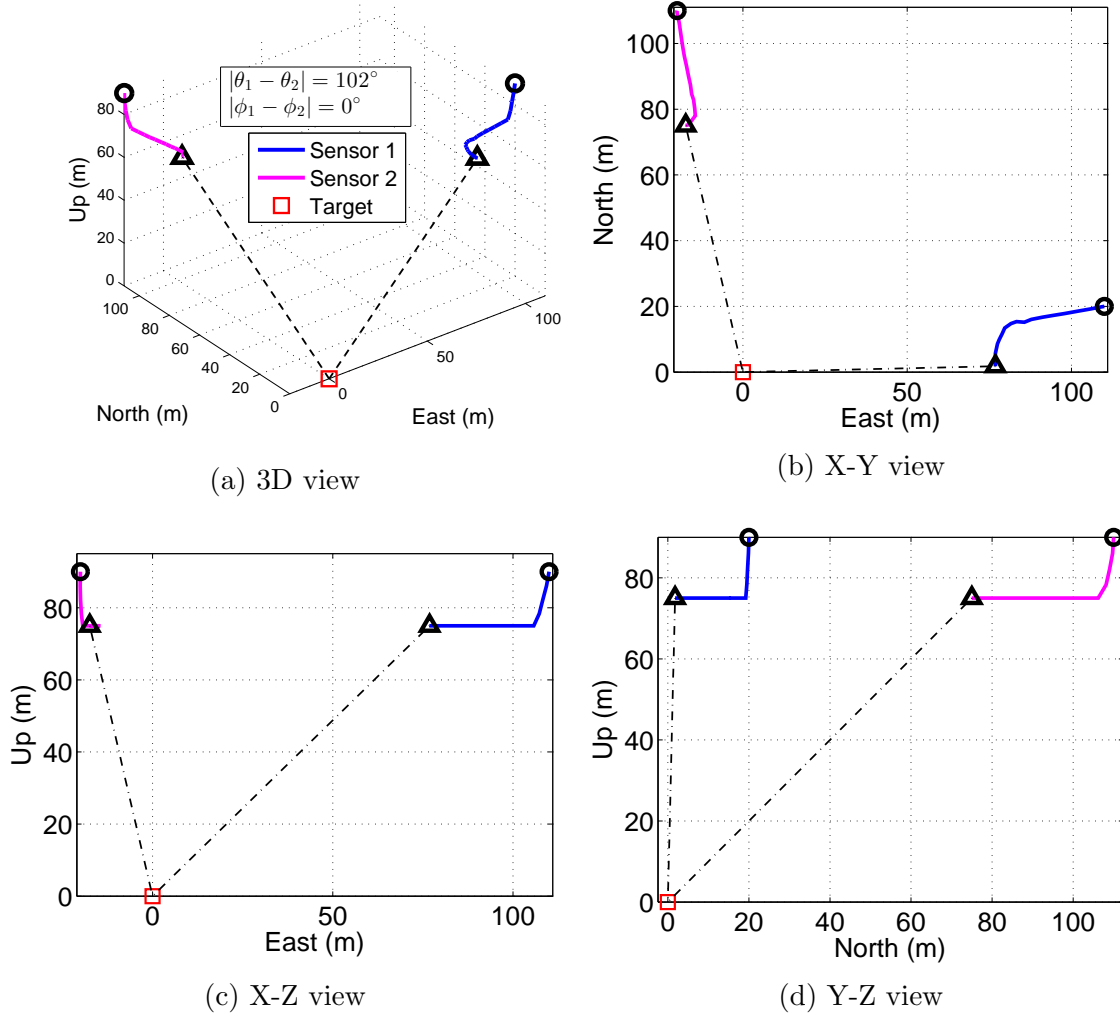 |θ₁ − θ₂| = 102°
|ϕ₁ − ϕ₂| = 0°
Sensor 1
Sensor 2
Target
80
60
40
20
0
Up (m)
100
80
60
40
20
0
North (m)
0
50
100
East (m)
(a) 3D view
100
80
60
40
20
0
North (m)
0
50
100
East (m)
(b) X-Y view
80
60
40
20
0
Up (m)
0
50
100
East (m)
(c) X-Z view
80
60
40
20
0
Up (m)
0
20
40
60
80
100
North (m)
(d) Y-Z view